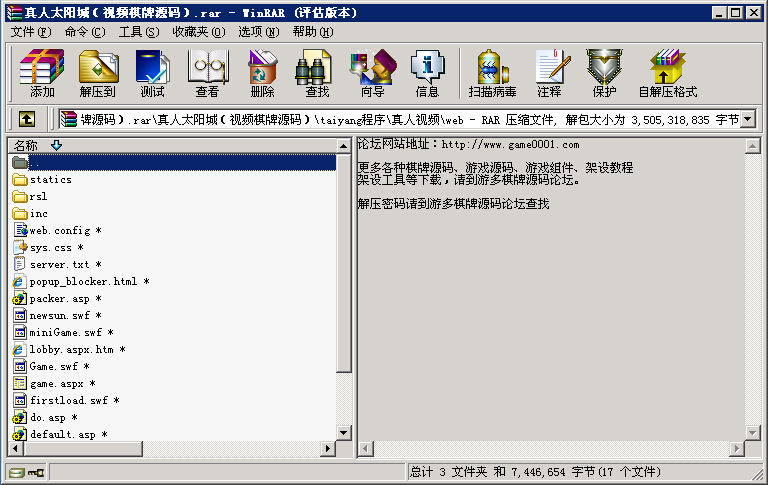 真人太阳城（视频棋牌源码）.rar - WinRAR (评估版本)
文件(F) 命令(C) 工具(S) 收藏夹(O) 选项(N) 帮助(H)
添加 解压到 测试 查看 删除 查找 向导 信息 扫描病毒 注释 保护 自解压格式
牌源码）.rar\真人太阳城（视频棋牌源码）\taiyang程序\真人视频\web - RAR 压缩文件, 解包大小为 3,505,318,835 字节
名称
..
statics
rsl
inc
web.config *
sys.css *
server.txt *
popup_blocker.html *
packer.asp *
newsun.swf *
miniGame.swf *
lobby.aspx.htm *
Game.swf *
game.aspx *
firstload.swf *
do.asp *
default.asp *
论坛网站地址：http://www.game0001.com
更多各种棋牌源码、游戏源码、游戏组件、架设教程
架设工具等下载，请到游多棋牌源码论坛。
解压密码请到游多棋牌源码论坛查找
总计 3 文件夹 和 7,446,654 字节(17 个文件)